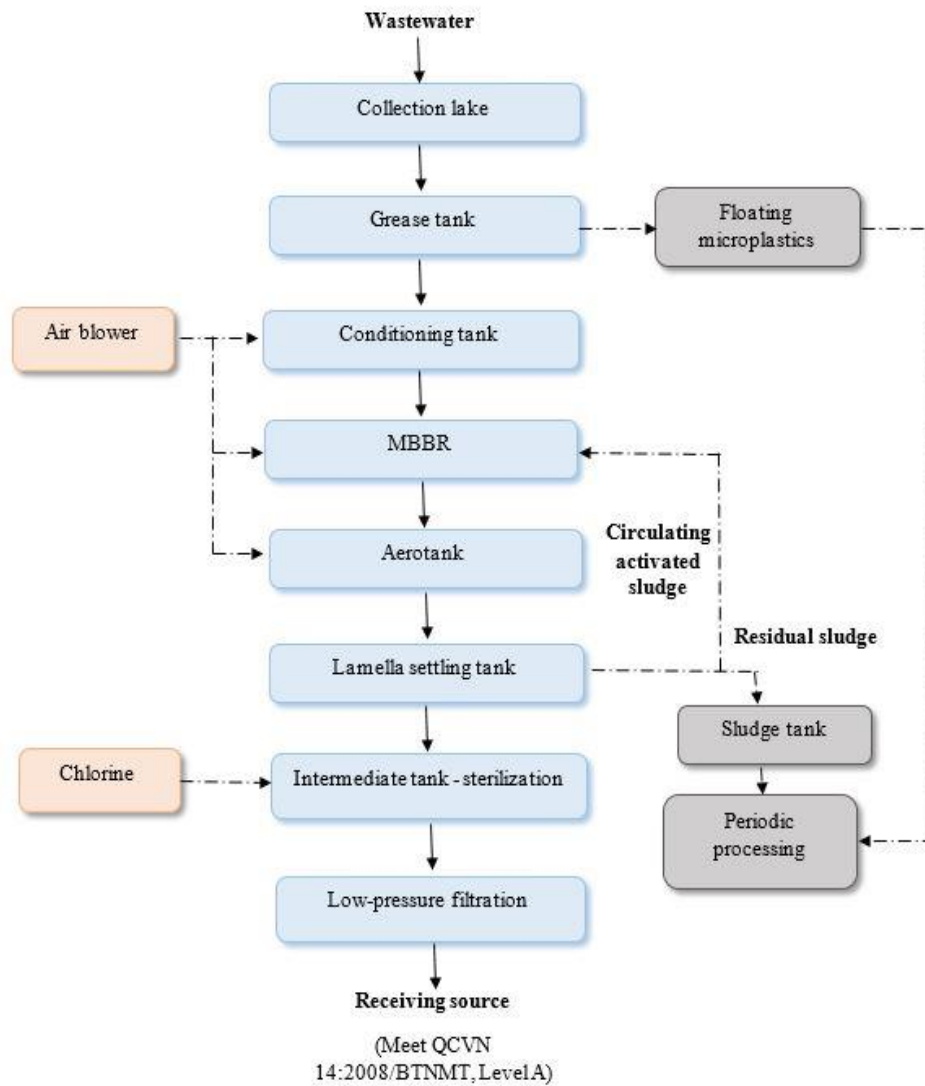 Wastewater
Collection lake
Grease tank
Floating
microplastics
Air blower
Conditioning tank
MBBR
Circulating
activated
sludge
Aerotank
Residual sludge
Lamella settling tank
Sludge tank
Chlorine
Intermediate tank - sterilization
Periodic
processing
Low-pressure filtration
Receiving source
(Meet QCVN
14:2008/BTNMT, Level A)